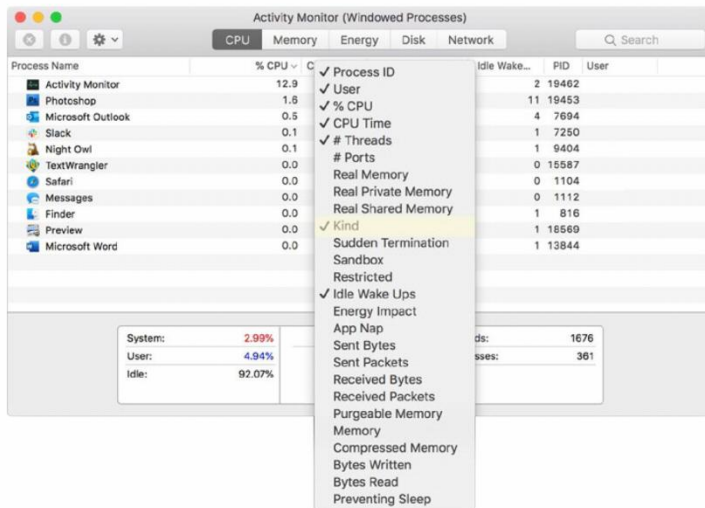 Activity Monitor (Windowed Processes)
CPU Memory Energy Disk Network Search
Process Name % CPU C Idle Wake... PID User
Activity Monitor 12.9 2 19462
Photoshop 1.6 11 19453
Microsoft Outlook 0.5 4 7694
Slack 0.1 1 7250
Night Owl 0.1 1 9404
TextWrangler 0.0 0 15587
Safari 0.0 0 1104
Messages 0.0 0 1112
Finder 0.0 1 816
Preview 0.0 1 18569
Microsoft Word 0.0 1 13844
✓ Process ID
✓ User
✓ % CPU
✓ CPU Time
✓ # Threads
# Ports
Real Memory
Real Private Memory
Real Shared Memory
✓ Kind
Sudden Termination
Sandbox
Restricted
✓ Idle Wake Ups
Energy Impact
App Nap
Sent Bytes
Sent Packets
Received Bytes
Received Packets
Purgeable Memory
Memory
Compressed Memory
Bytes Written
Bytes Read
Preventing Sleep
System: 2.99% ds: 1676
User: 4.94% sses: 361
Idle: 92.07%